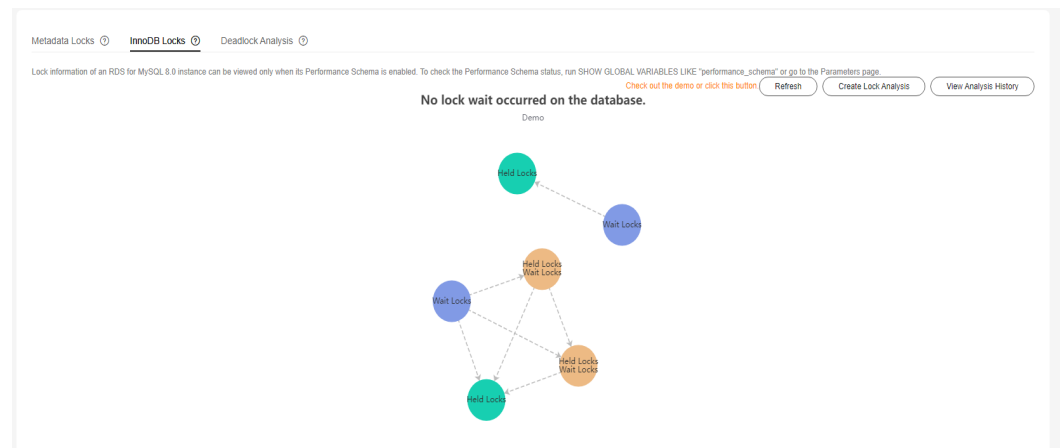 Metadata Locks ? InnoDB Locks ? Deadlock Analysis ?
Lock information of an RDS for MySQL 8.0 instance can be viewed only when its Performance Schema is enabled. To check the Performance Schema status, run SHOW GLOBAL VARIABLES LIKE "performance_schema" or go to the Parameters page.
Check out the demo or click this button Refresh Create Lock Analysis View Analysis History
No lock wait occurred on the database.
Demo
Held Locks
Wait Locks
Held Locks
Wait Locks
Wait Locks
Held Locks
Wait Locks
Held Locks